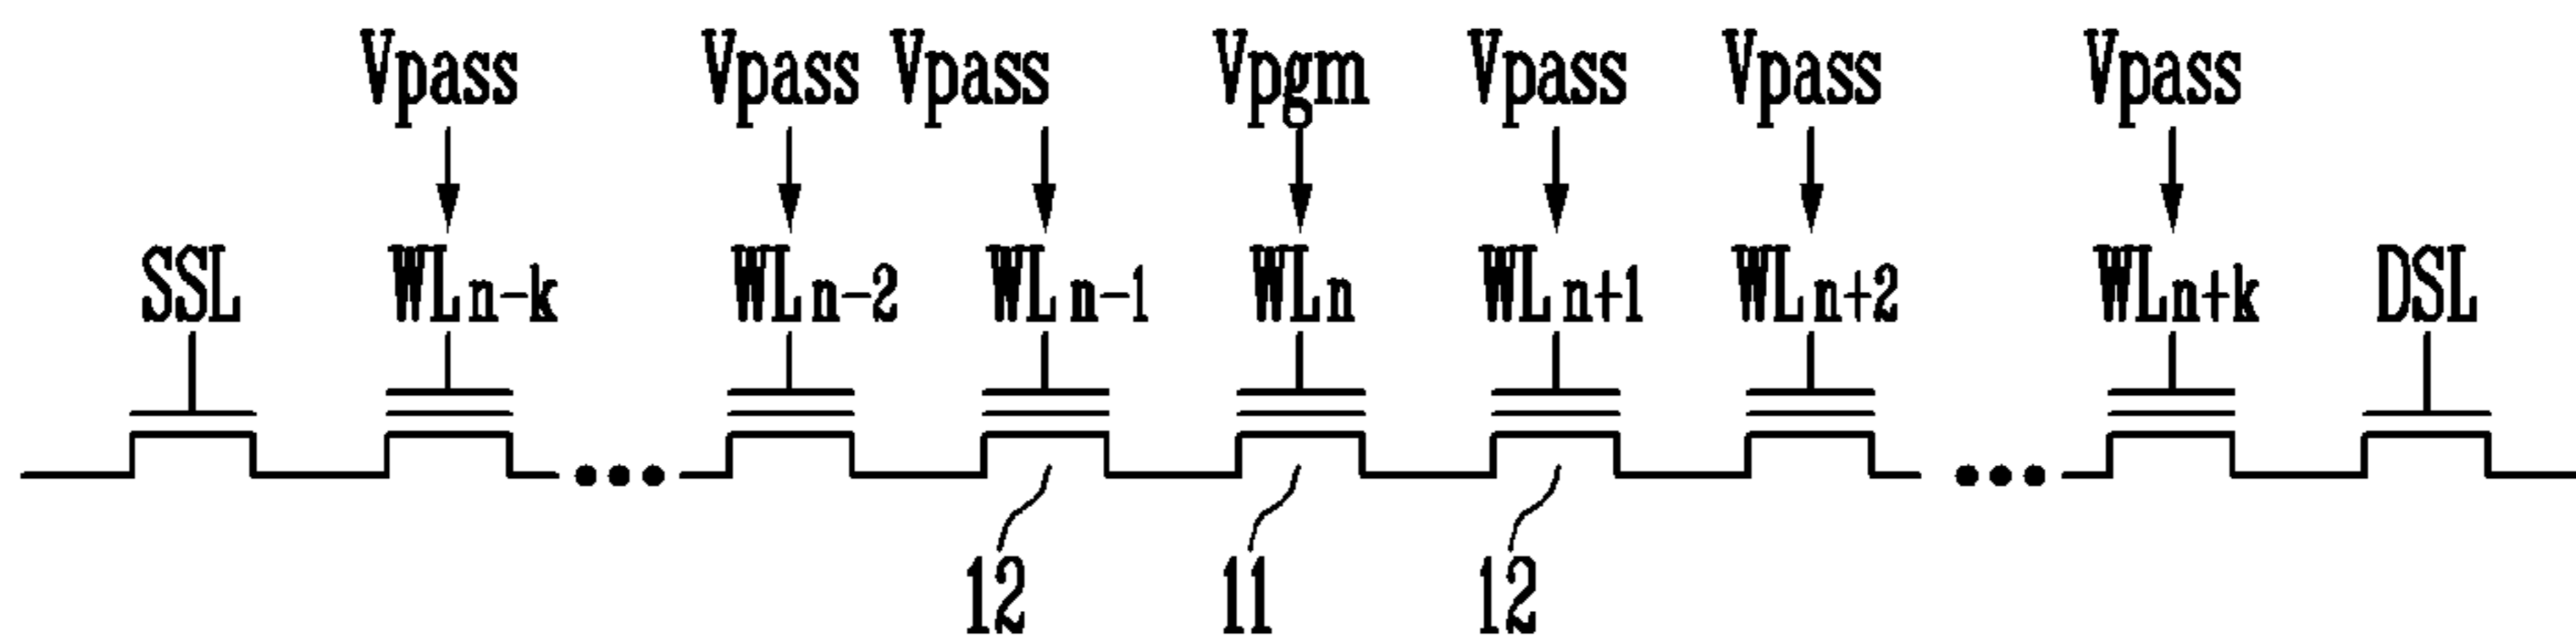 Vpass Vpass Vpass Vpgm Vpass Vpass Vpass
SSL WLn-k WLn-2 WLn-1 WLn WLn+1 WLn+2 WLn+k DSL
12 11 12